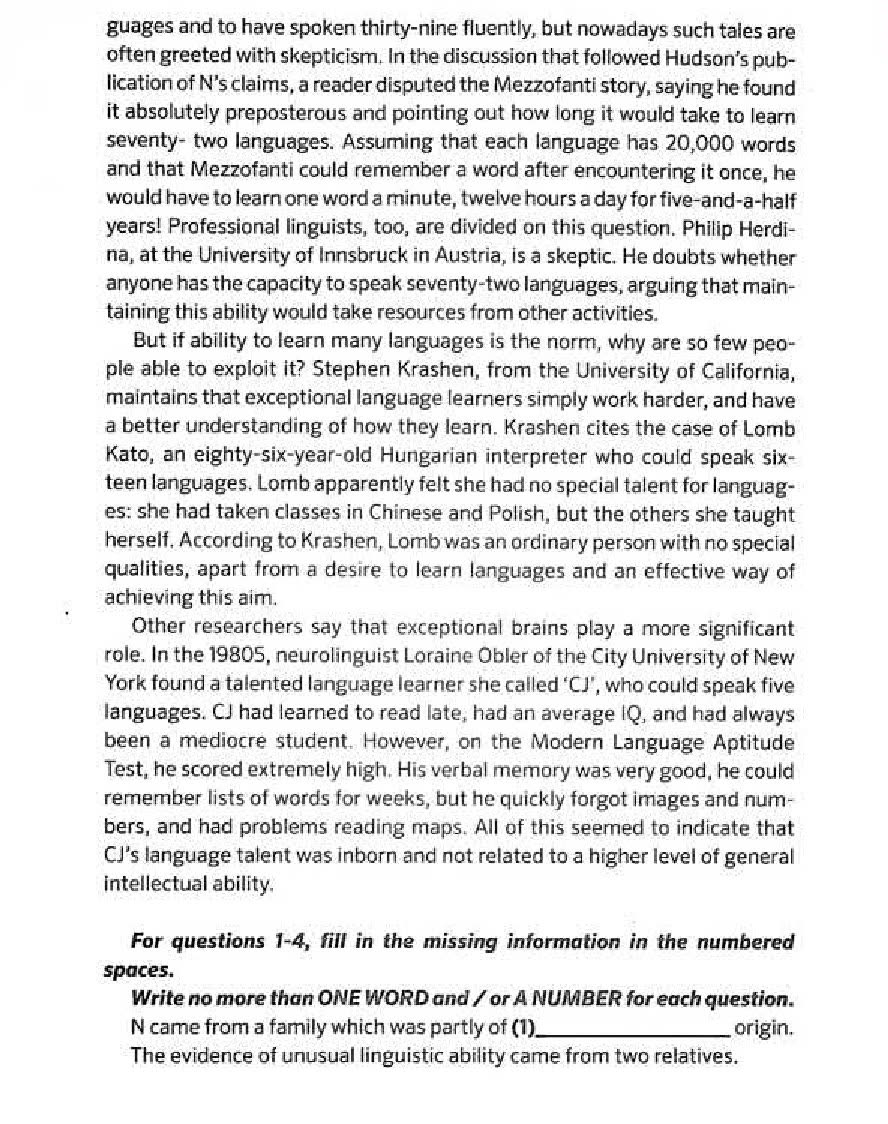 guages and to have spoken thirty-nine fluently, but nowadays such tales are
often greeted with skepticism. In the discussion that followed Hudson's pub-
lication of N's claims, a reader disputed the Mezzofanti story, saying he found
it absolutely preposterous and pointing out how long it would take to learn
seventy- two languages. Assuming that each language has 20,000 words
and that Mezzofanti could remember a word after encountering it once, he
would have to learn one word a minute, twelve hours a day for five-and-a-half
years! Professional linguists, too, are divided on this question. Philip Herdi-
na, at the University of Innsbruck in Austria, is a skeptic. He doubts whether
anyone has the capacity to speak seventy-two languages, arguing that main-
taining this ability would take resources from other activities.
But if ability to learn many languages is the norm, why are so few peo-
ple able to exploit it? Stephen Krashen, from the University of California,
maintains that exceptional language learners simply work harder, and have
a better understanding of how they learn. Krashen cites the case of Lomb
Kato, an eighty-six-year-old Hungarian interpreter who could speak six-
teen languages. Lomb apparently felt she had no special talent for languag-
es: she had taken classes in Chinese and Polish, but the others she taught
herself. According to Krashen, Lomb was an ordinary person with no special
qualities, apart from a desire to learn languages and an effective way of
achieving this aim.
Other researchers say that exceptional brains play a more significant
role. In the 19805, neurolinguist Loraine Obler of the City University of New
York found a talented language learner she called 'CJ', who could speak five
languages. CJ had learned to read late, had an average IQ, and had always
been a mediocre student. However, on the Modern Language Aptitude
Test, he scored extremely high. His verbal memory was very good, he could
remember lists of words for weeks, but he quickly forgot images and num-
bers, and had problems reading maps. All of this seemed to indicate that
CJ's language talent was inborn and not related to a higher level of general
intellectual ability.
For questions 1-4, fill in the missing information in the numbered
spaces.
Write no more than ONE WORD and / or A NUMBER for each question.
N came from a family which was partly of (1)____________________ origin.
The evidence of unusual linguistic ability came from two relatives.